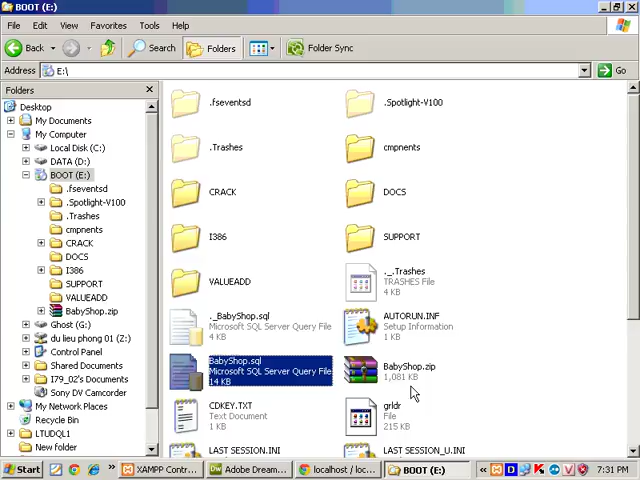 BOOT (E:)
File Edit View Favorites Tools Help
Back Search Folders Folder Sync
Address E:\ Go
Folders
Desktop
My Documents
My Computer
Local Disk (C:)
DATA (D:)
BOOT (E:)
.fseventsd
.Spotlight-V100
.Trashes
cmpnents
CRACK
DOCS
I386
SUPPORT
VALUEADD
BabyShop.zip
Ghost (G:)
du lieu phong 01 (Z:)
Control Panel
Shared Documents
I79_02's Documents
Sony DV Camcorder
My Network Places
Recycle Bin
LTUDQL1
New folder
.fseventsd
.Spotlight-V100
.Trashes
cmpnents
CRACK
DOCS
I386
SUPPORT
VALUEADD
._.Trashes
TRASHES File
4 KB
._BabyShop.sql
Microsoft SQL Server Query File
4 KB
AUTORUN.INF
Setup Information
1 KB
BabyShop.sql
Microsoft SQL Server Query File
14 KB
BabyShop.zip
1,081 KB
CDKEY.TXT
Text Document
1 KB
grldr
File
215 KB
LAST SESSION.INI
LAST SESSION_U.INI
Start XAMPP Contr... Adobe Dream... localhost / loc... BOOT (E:) 7:31 AM